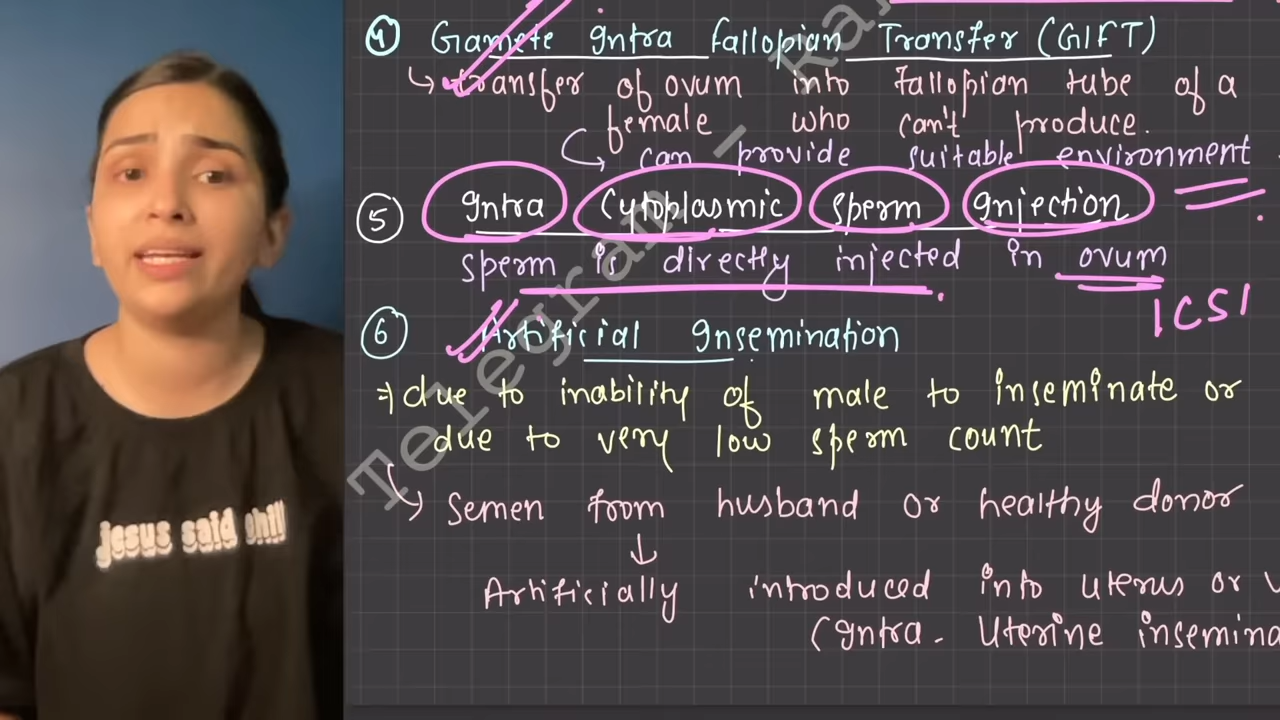 4 Gamete Intra Fallopian Transfer (GIFT)
↳ transfer of ovum into fallopian tube of a
female who can't produce.
↳ can provide suitable environment
5 Intra Cytoplasmic Sperm Injection
sperm is directly injected in ovum
ICSI
6 Artificial Insemination
⇒ due to inability of male to inseminate or
due to very low sperm count
↳ Semen from husband or healthy donor
↓
Artificially introduced into uterus or
(Intra - Uterine insemina
Telegram -
jesus said chill